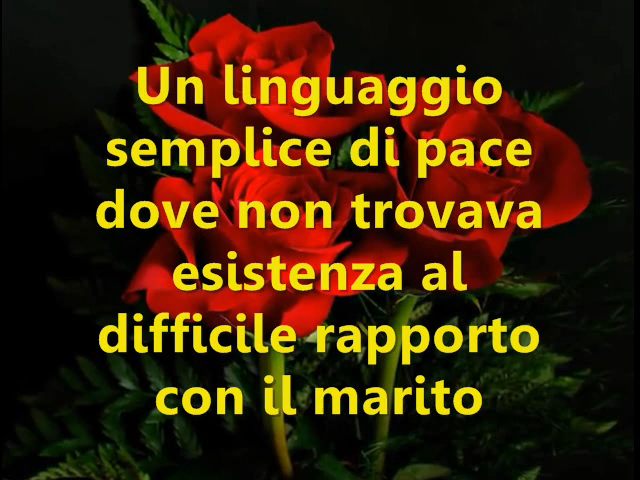 Un linguaggio
semplice di pace
dove non trovava
esistenza al
difficile rapporto
con il marito